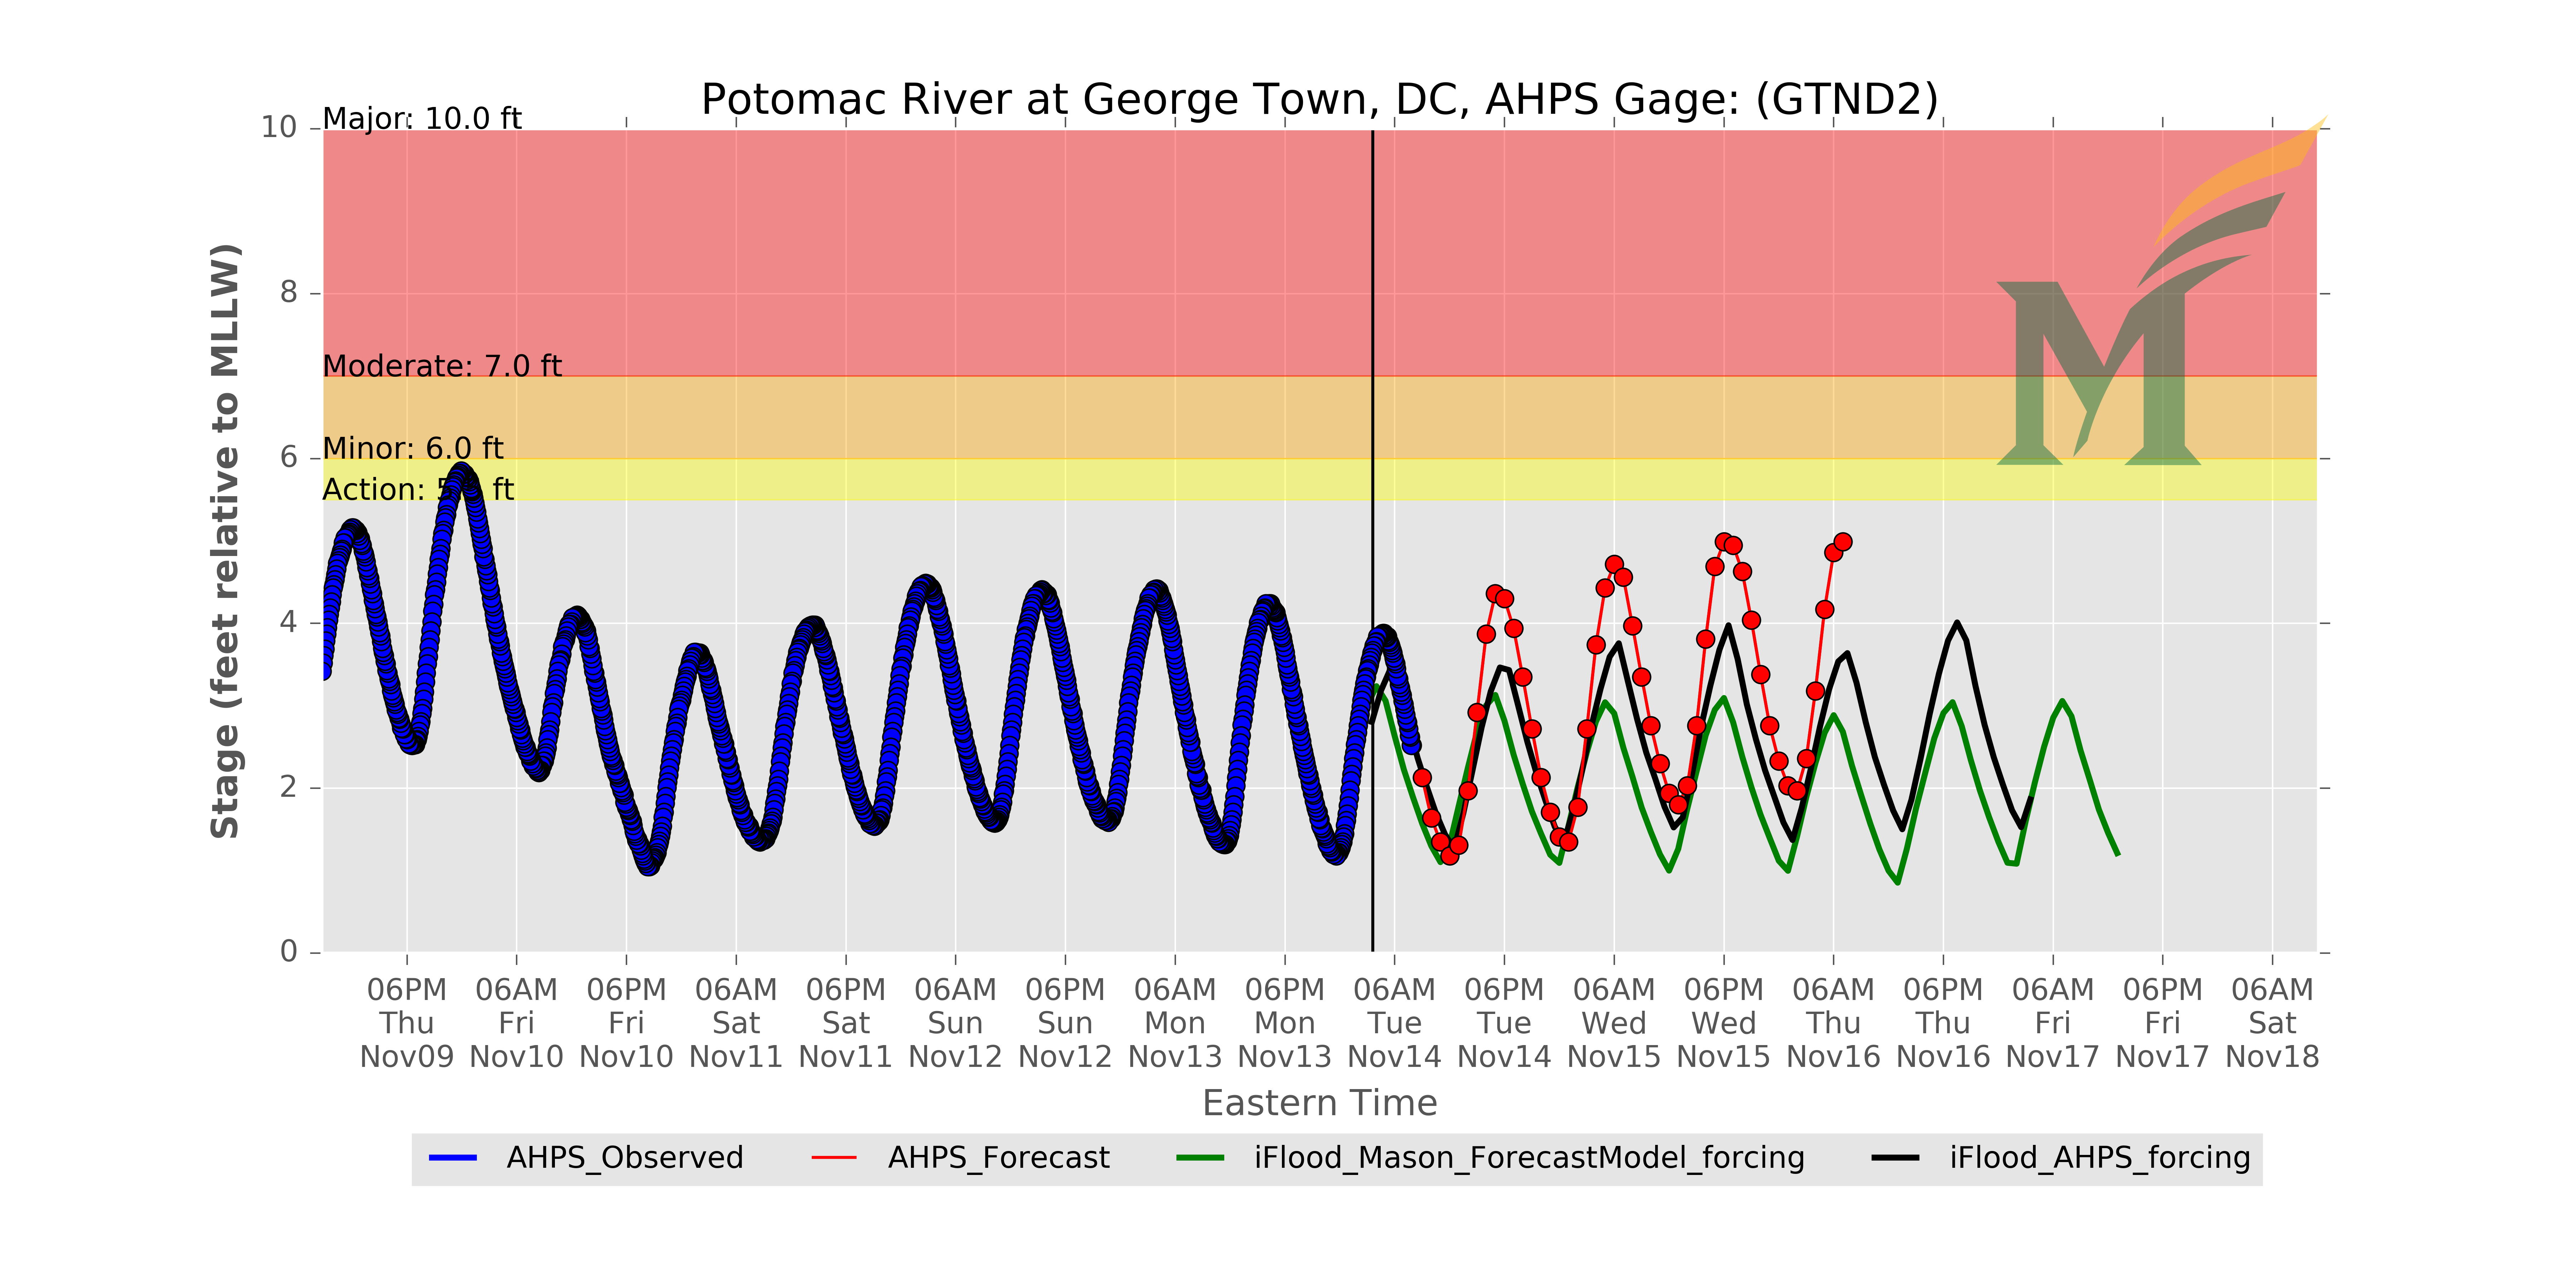 Potomac River at George Town, DC, AHPS Gage: (GTND2)
Major: 10.0 ft
Moderate: 7.0 ft
Minor: 6.0 ft
Action: ft
Stage (feet relative to MLLW)
10
8
6
4
2
0
06PM 06AM 06PM 06AM 06PM 06AM 06PM 06AM 06PM 06AM 06PM 06AM 06PM 06AM 06PM 06AM 06PM 06AM
Thu Fri Fri Sat Sat Sun Sun Mon Mon Tue Tue Wed Wed Thu Thu Fri Fri Sat
Nov09 Nov10 Nov10 Nov11 Nov11 Nov12 Nov12 Nov13 Nov13 Nov14 Nov14 Nov15 Nov15 Nov16 Nov16 Nov17 Nov17 Nov18
Eastern Time
AHPS_Observed AHPS_Forecast iFlood_Mason_ForecastModel_forcing iFlood_AHPS_forcing